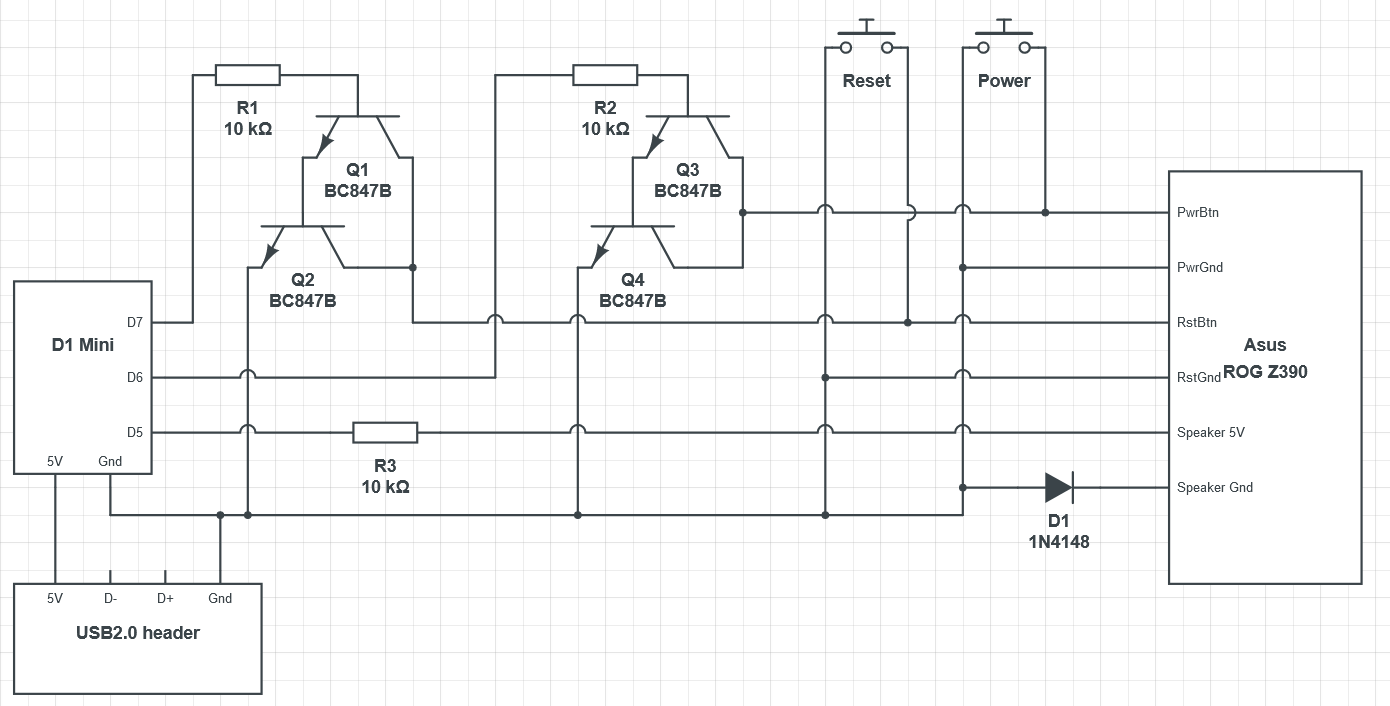 Reset
Power
R1
10 kΩ
R2
10 kΩ
Q1
BC847B
Q3
BC847B
Q2
BC847B
Q4
BC847B
D1 Mini
D7
D6
D5
5V
Gnd
R3
10 kΩ
PwrBtn
PwrGnd
RstBtn
RstGnd
Speaker 5V
Speaker Gnd
Asus
ROG Z390
D1
1N4148
5V
D-
D+
Gnd
USB2.0 header